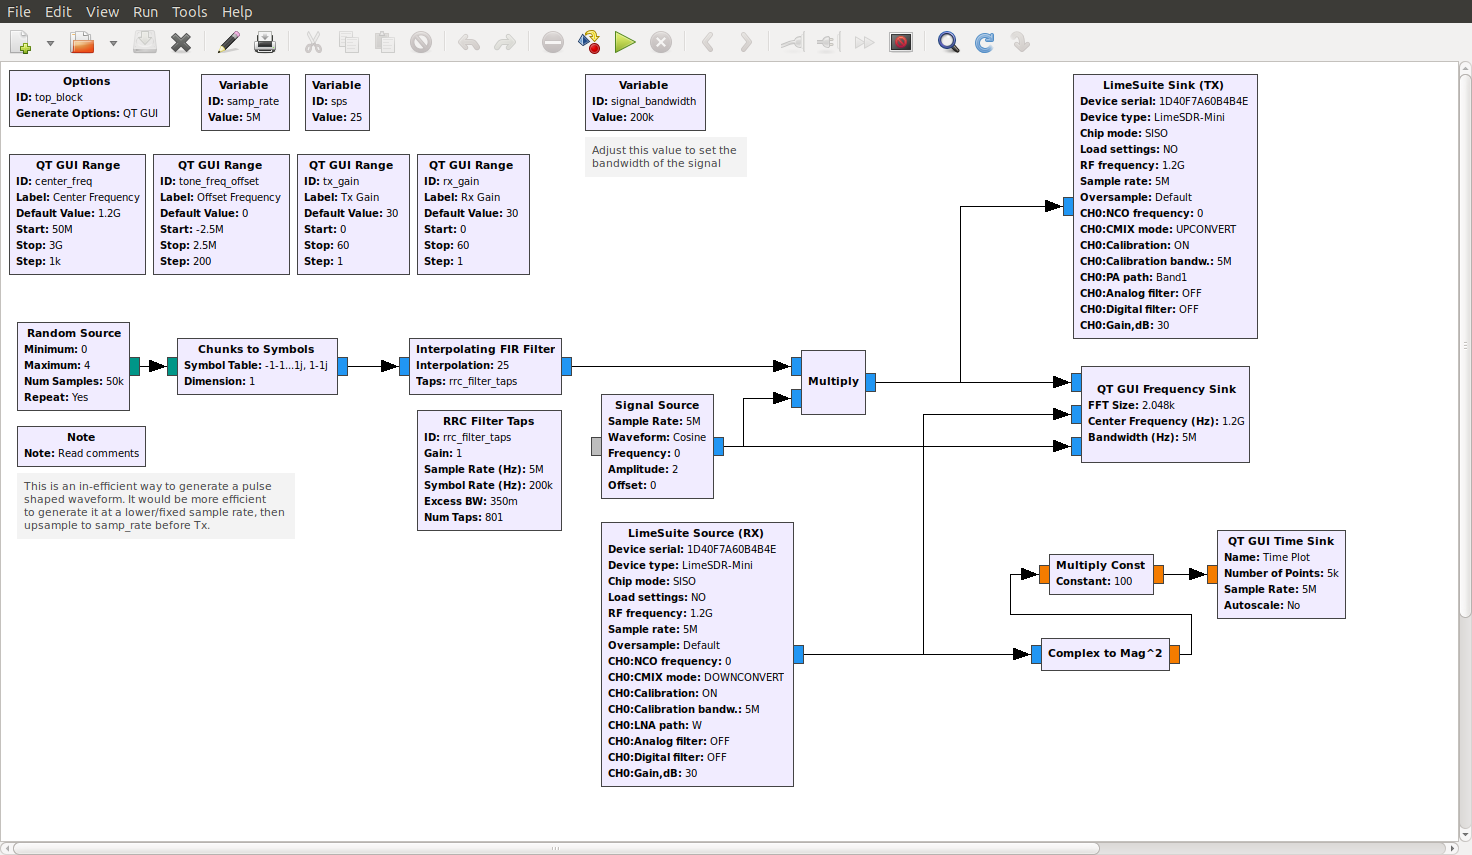 File Edit View Run Tools Help
Options
ID: top_block
Generate Options: QT GUI
Variable
ID: samp_rate
Value: 5M
Variable
ID: sps
Value: 25
Variable
ID: signal_bandwidth
Value: 200k
Adjust this value to set the
bandwidth of the signal
QT GUI Range
ID: center_freq
Label: Center Frequency
Default Value: 1.2G
Start: 50M
Stop: 3G
Step: 1k
QT GUI Range
ID: tone_freq_offset
Label: Offset Frequency
Default Value: 0
Start: -2.5M
Stop: 2.5M
Step: 200
QT GUI Range
ID: tx_gain
Label: Tx Gain
Default Value: 30
Start: 0
Stop: 60
Step: 1
QT GUI Range
ID: rx_gain
Label: Rx Gain
Default Value: 30
Start: 0
Stop: 60
Step: 1
LimeSuite Sink (TX)
Device serial: 1D40F7A60B4B4E
Device type: LimeSDR-Mini
Chip mode: SISO
Load settings: NO
RF frequency: 1.2G
Sample rate: 5M
Oversample: Default
CH0:NCO frequency: 0
CH0:CMIX mode: UPCONVERT
CH0:Calibration: ON
CH0:Calibration bandw.: 5M
CH0:PA path: Band1
CH0:Analog filter: OFF
CH0:Digital filter: OFF
CH0:Gain,dB: 30
Random Source
Minimum: 0
Maximum: 4
Num Samples: 50k
Repeat: Yes
Chunks to Symbols
Symbol Table: -1-1...1j, 1-1j
Dimension: 1
Interpolating FIR Filter
Interpolation: 25
Taps: rrc_filter_taps
Multiply
QT GUI Frequency Sink
FFT Size: 2.048k
Center Frequency (Hz): 1.2G
Bandwidth (Hz): 5M
Signal Source
Sample Rate: 5M
Waveform: Cosine
Frequency: 0
Amplitude: 2
Offset: 0
RRC Filter Taps
ID: rrc_filter_taps
Gain: 1
Sample Rate (Hz): 5M
Symbol Rate (Hz): 200k
Excess BW: 350m
Num Taps: 801
Note
Note: Read comments
This is an in-efficient way to generate a pulse
shaped waveform. It would be more efficient
to generate it at a lower/fixed sample rate, then
upsample to samp_rate before Tx.
LimeSuite Source (RX)
Device serial: 1D40F7A60B4B4E
Device type: LimeSDR-Mini
Chip mode: SISO
Load settings: NO
RF frequency: 1.2G
Sample rate: 5M
Oversample: Default
CH0:NCO frequency: 0
CH0:CMIX mode: DOWNCONVERT
CH0:Calibration: ON
CH0:Calibration bandw.: 5M
CH0:LNA path: W
CH0:Analog filter: OFF
CH0:Digital filter: OFF
CH0:Gain,dB: 30
Multiply Const
Constant: 100
QT GUI Time Sink
Name: Time Plot
Number of Points: 5k
Sample Rate: 5M
Autoscale: No
Complex to Mag^2